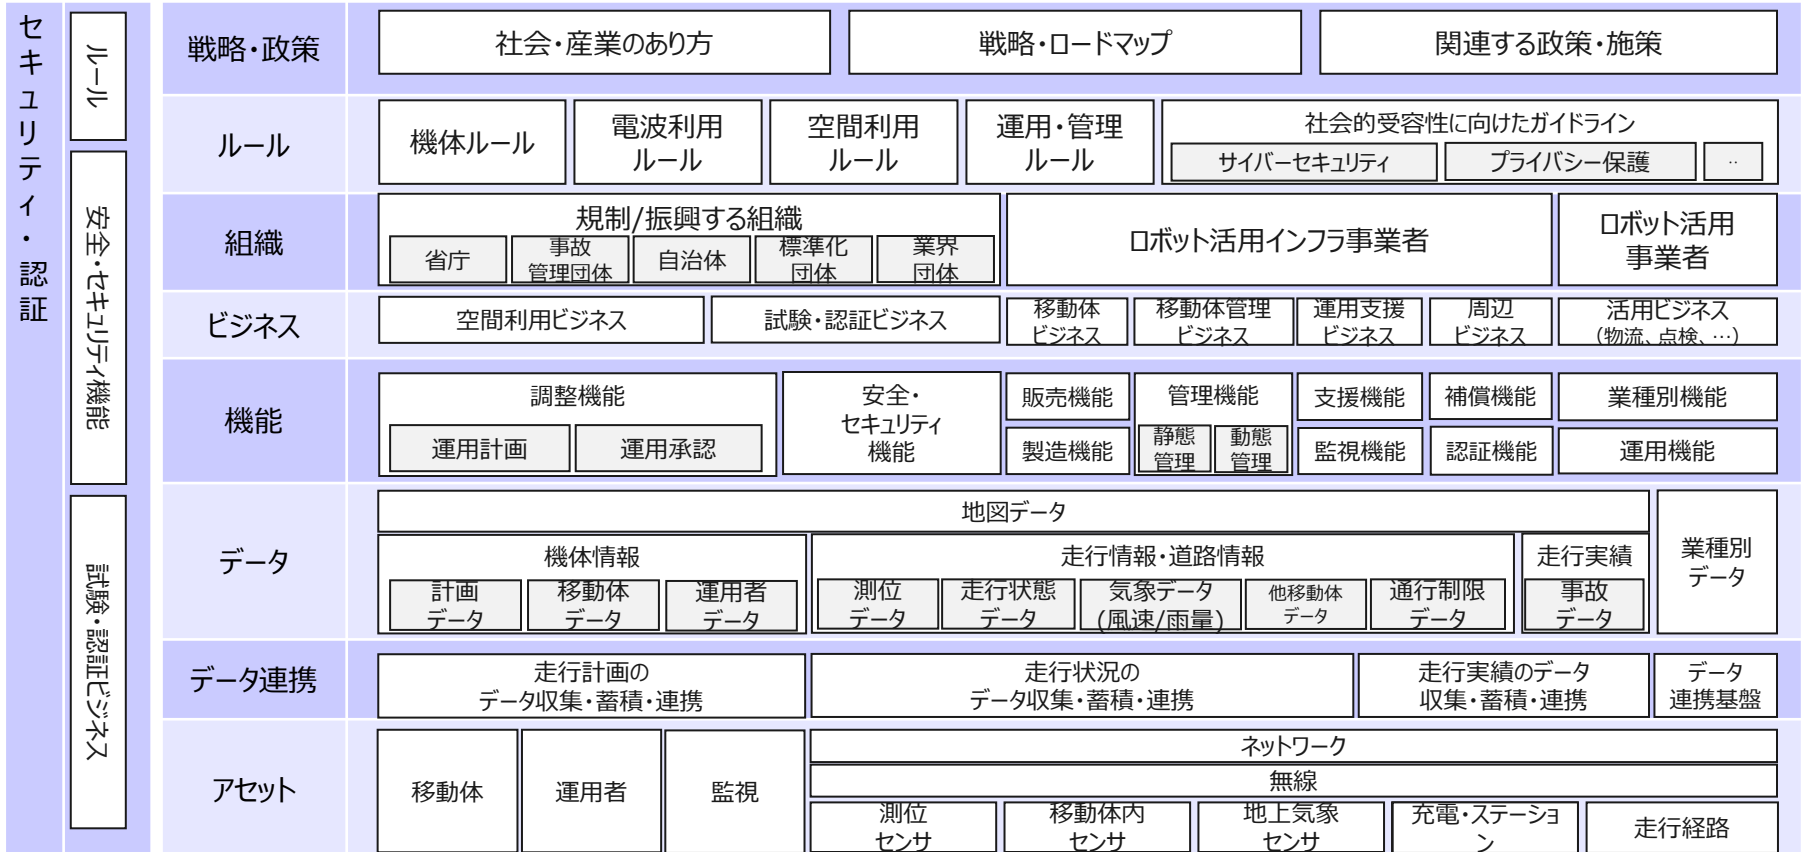 セキュリティ・認証
ルール
安全・セキュリティ機能
試験・認証ビジネス
戦略・政策
社会・産業のあり方
戦略・ロードマップ
関連する政策・施策
ルール
機体ルール
電波利用
ルール
空間利用
ルール
運用・管理
ルール
社会的受容性に向けたガイドライン
サイバーセキュリティ
プライバシー保護
..
組織
規制/振興する組織
省庁
事故
管理団体
自治体
標準化
団体
業界
団体
ロボット活用インフラ事業者
ロボット活用
事業者
ビジネス
空間利用ビジネス
試験・認証ビジネス
移動体
ビジネス
移動体管理
ビジネス
運用支援
ビジネス
周辺
ビジネス
活用ビジネス
(物流、点検、…)
機能
調整機能
運用計画
運用承認
安全・
セキュリティ
機能
販売機能
製造機能
管理機能
静態
管理
動態
管理
支援機能
監視機能
補償機能
認証機能
業種別機能
運用機能
データ
地図データ
機体情報
計画
データ
移動体
データ
運用者
データ
走行情報・道路情報
測位
データ
走行状態
データ
気象データ
(風速/雨量)
他移動体
データ
通行制限
データ
走行実績
事故
データ
業種別
データ
データ連携
走行計画の
データ収集・蓄積・連携
走行状況の
データ収集・蓄積・連携
走行実績のデータ
収集・蓄積・連携
データ
連携基盤
アセット
移動体
運用者
監視
ネットワーク
無線
測位
センサ
移動体内
センサ
地上気象
センサ
充電・ステーショ
ン
走行経路